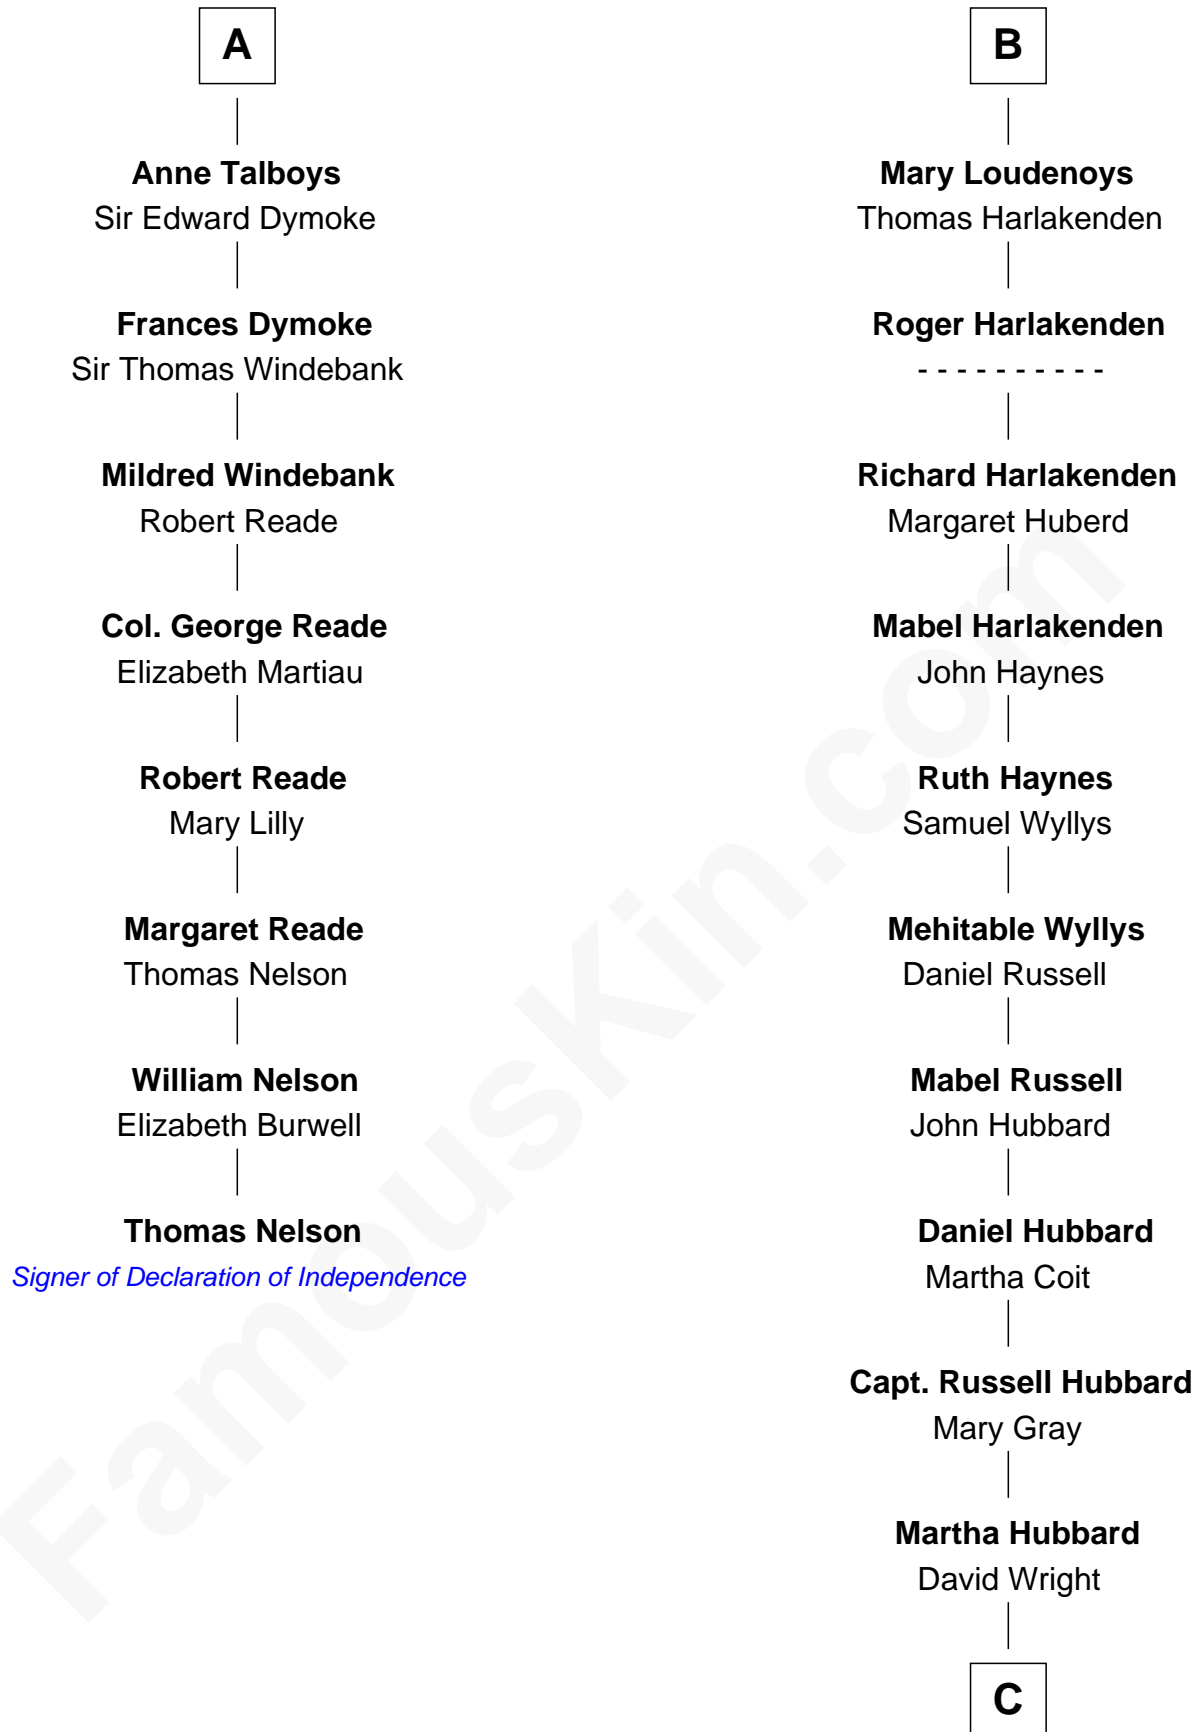 A
Anne Talboys
Sir Edward Dymoke
Frances Dymoke
Sir Thomas Windebank
Mildred Windebank
Robert Reade
Col. George Reade
Elizabeth Martiau
Robert Reade
Mary Lilly
Margaret Reade
Thomas Nelson
William Nelson
Elizabeth Burwell
Thomas Nelson
Signer of Declaration of Independence
B
Mary Loudenoys
Thomas Harlakenden
Roger Harlakenden
- - - - - - - - - -
Richard Harlakenden
Margaret Huberd
Mabel Harlakenden
John Haynes
Ruth Haynes
Samuel Wyllys
Mehitable Wyllys
Daniel Russell
Mabel Russell
John Hubbard
Daniel Hubbard
Martha Coit
Capt. Russell Hubbard
Mary Gray
Martha Hubbard
David Wright
C
FamousKin.com